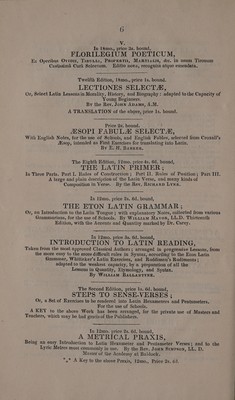 6
V.
In 18mo., price 3s. bound,
FLORILEGIUM POETICUM,
Ex Operibus Ovidii, Tibulli, Propertii, Martialis, &c. in usum Tironum
Castissimâ Curâ Selectum. Editio nova, recognita atque emendata.
Twelfth Edition, 18mo., price 1s. bound.
LECTIONES SELECTÆ,
Or, Select Latin Lessons in Morality, History, and Biography: adapted to the Capacity of
Young Beginners.
By the Rev. John Adams, A.M.
A TRANSLATION of the above, price 1s. bound.
Price 2s. bound,
ÆSOPI FABULÆ SELECTÆ,
With English Notes, for the use of Schools, and English Fables, selected from Croxall's
Æsop, intended as First Exercises for translating into Latin.
By E. H. Barker.
The Eighth Edition, 12mo., price 4s. 6d. bound,
THE LATIN PRIMER;
In Three Parts. Part I. Rules of Construction; Part II. Rules of Position; Part III.
A large and plain description of the Latin Verse, and many kinds of
Composition in Verse. By the Rev. Richard Lyne.
In 12mo. price 2s. 6d. bound,
THE ETON LATIN GRAMMAR;
Or, an Introduction to the Latin Tongue; with explanatory Notes, collected from various
Grammarians, for the use of Schools. By William Mavor, LL.D. Thirteenth
Edition, with the Accents and Quantity marked by Dr. Carey.
In 12mo. price 2s. 6d. bound,
INTRODUCTION TO LATIN READING,
Taken from the most approved Classical Authors; arranged in progressive Lessons, from
the more easy to the more difficult rules in Syntax, according to the Eton Latin
Grammar, Whittaker's Latin Exercises, and Ruddiman's Rudiments;
adapted to the weakest capacity, by a preparation of all the
Lessons in Quantity, Etymology, and Syntax.
By William Ballantine.
The Second Edition, price 1s. 6d. bound,
STEPS TO SENSE-VERSES;
Or, a Set of Exercises to be rendered into Latin Hexameters and Pentameters.
For the use of Schools.
A KEY to the above Work has been arranged, for the private use of Masters and
Teachers, which may be had gratis of the Publishers.
In 12mo. price 2s. 6d. bound,
A METRICAL PRAXIS,
Being an easy Introduction to Latin Hexameter and Pentameter Verses; and to the
Lyric Metres most commonly in use. By the Rev. John Simpson, LL. D.
Master of the Academy at
*** A Key to the above Praxis, 12mo., Price 2s. 6d.